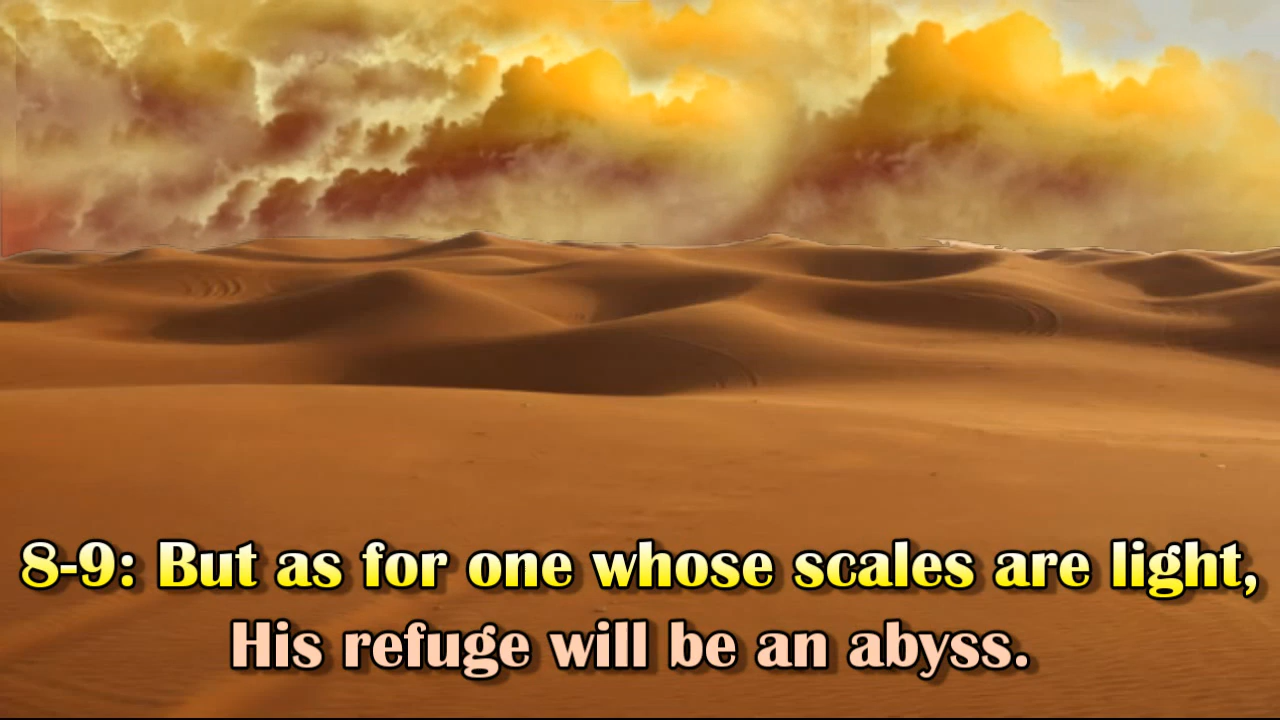 8-9: But as for one whose scales are light,
His refuge will be an abyss.